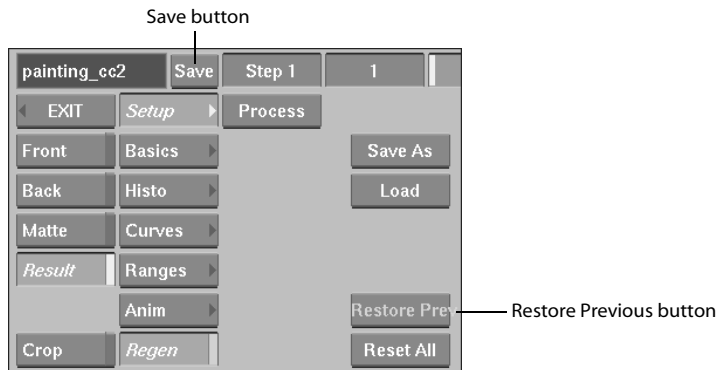 Save button
painting_cc2 Save Step 1 1
EXIT Setup Process
Front Basics Save As
Back Histo Load
Matte Curves
Result Ranges
Anim Restore Prev Restore Previous button
Crop Regen Reset All